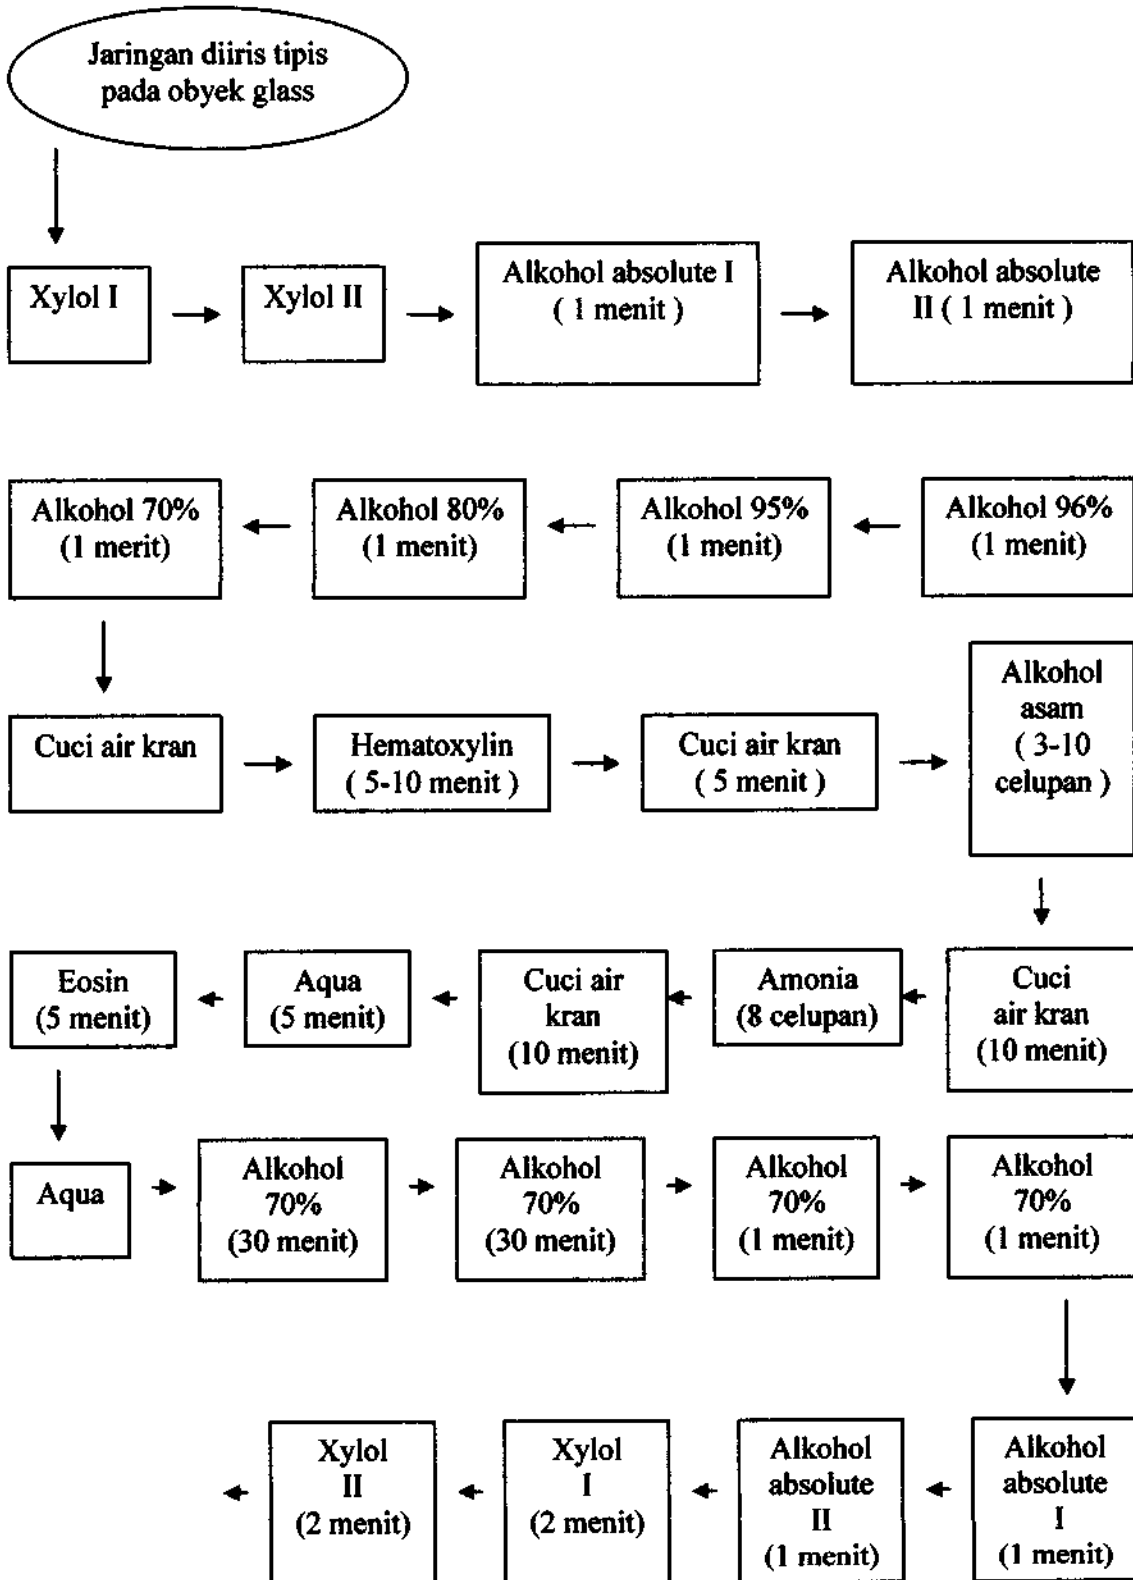 Jaringan diiris tipis
pada obyek glass
Xylol I
Xylol II
Alkohol absolute I
( 1 menit )
Alkohol absolute
II ( 1 menit )
Alkohol 96%
(1 menit)
Alkohol 95%
(1 menit)
Alkohol 80%
(1 menit)
Alkohol 70%
(1 merit)
Cuci air kran
Hematoxylin
( 5-10 menit )
Cuci air kran
( 5 menit )
Alkohol
asam
( 3-10
celupan )
Cuci
air kran
(10 menit)
Amonia
(8 celupan)
Cuci air
kran
(10 menit)
Aqua
(5 menit)
Eosin
(5 menit)
Aqua
Alkohol
70%
(30 menit)
Alkohol
70%
(30 menit)
Alkohol
70%
(1 menit)
Alkohol
70%
(1 menit)
Alkohol
absolute
I
(1 menit)
Alkohol
absolute
II
(1 menit)
Xylol
I
(2 menit)
Xylol
II
(2 menit)